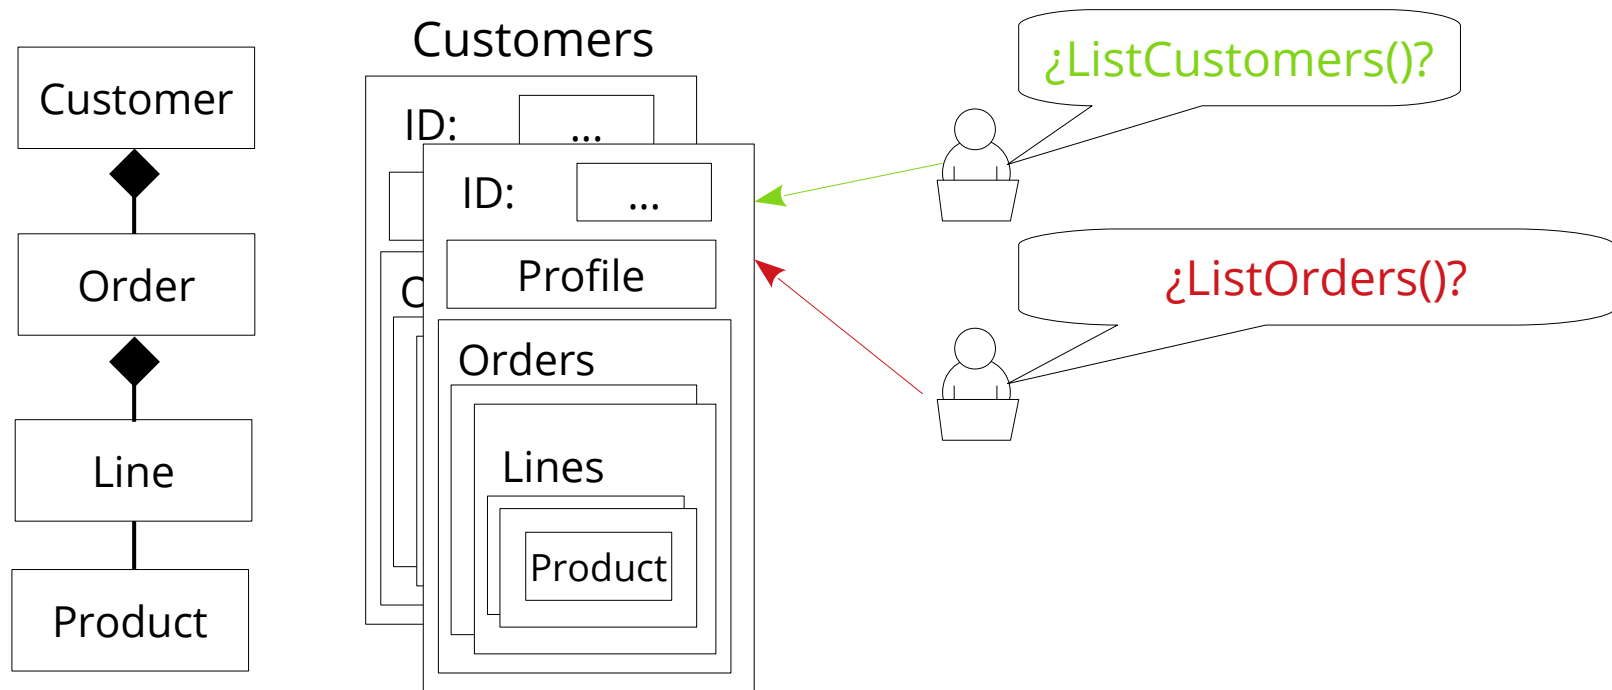 Customer
Order
Line
Product
Customers
ID:
...
ID:
...
Profile
O
Orders
Lines
Product
¿ListCustomers()?
¿ListOrders()?